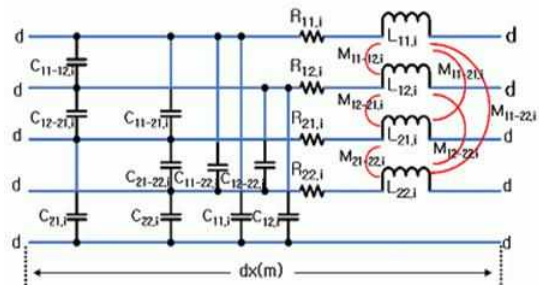 R11,i
L11,i
d d
C11-12,i
M11-12,i
R12,i
M11-21,i
d L12,i d
C12-21,i
C11-21,i
M12-21,i
M11-22,i
R21,i
d L21,i d
C21-22,i
C11-22,i
C12-22,i
M21-22,i
M12-22,i
R22,i
d L22,i d
C21,i
C22,i
C11,i
C12,i
d d
dx(m)